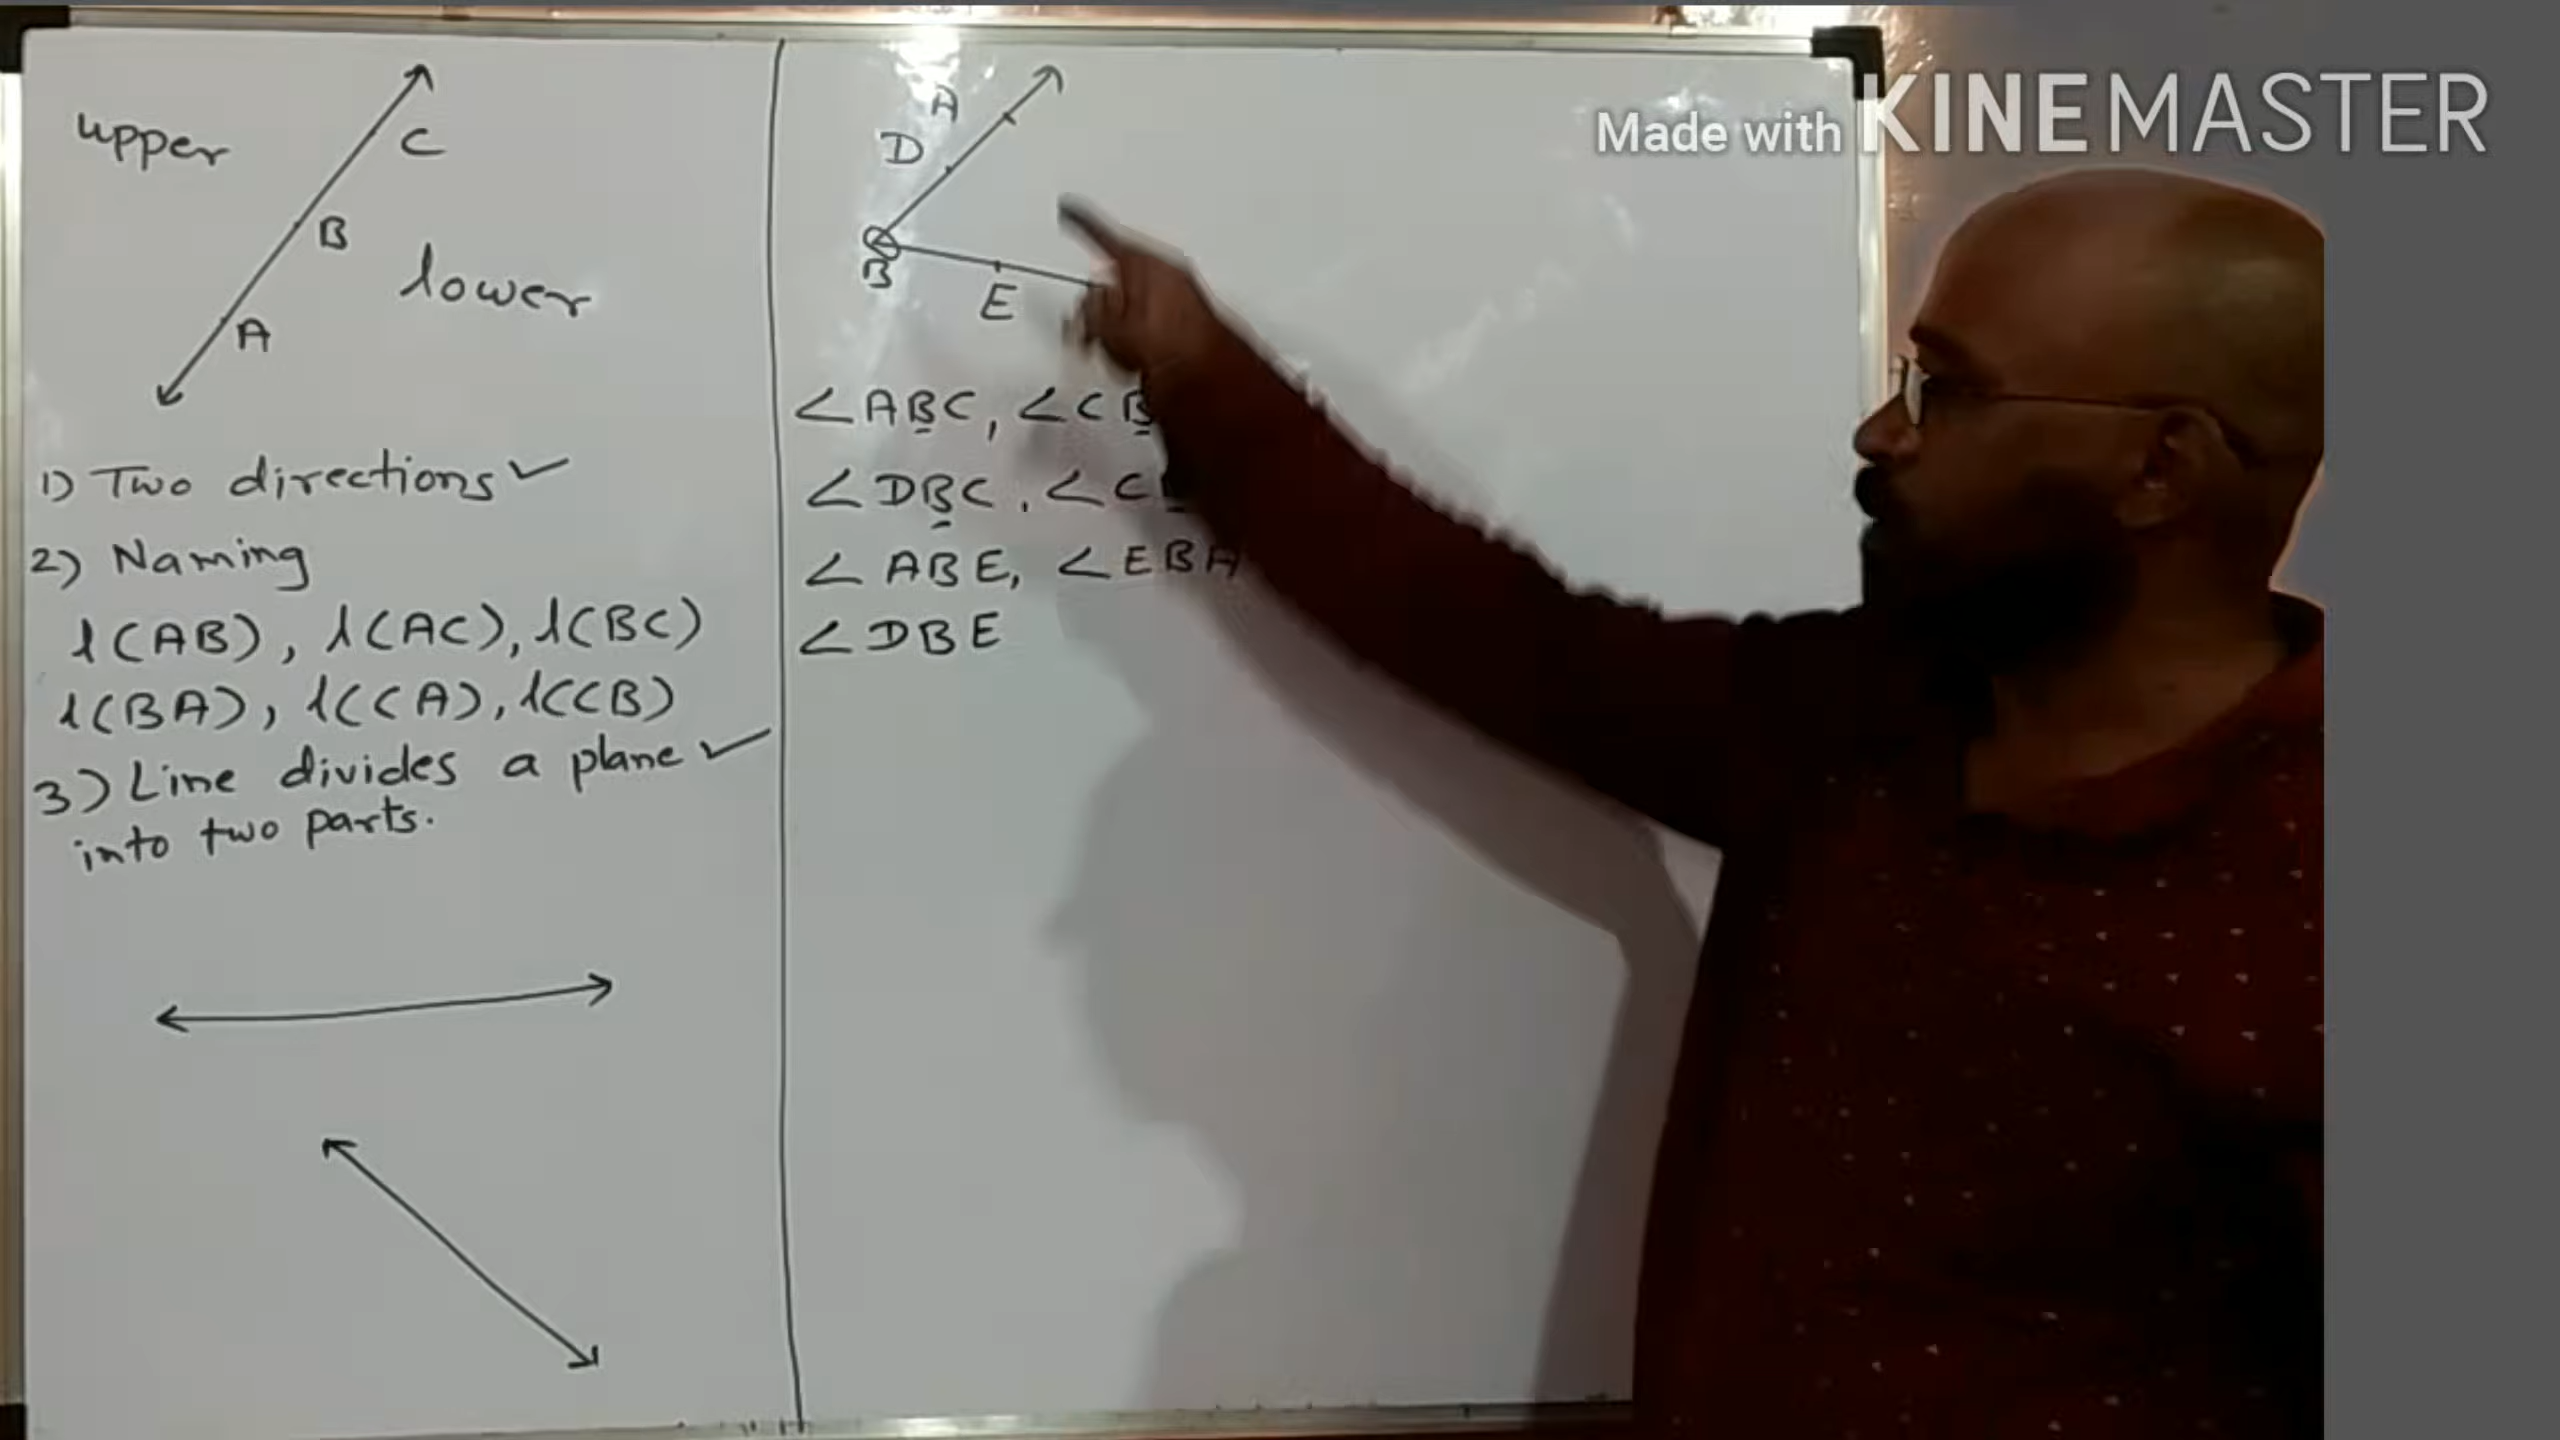 upper
C
B
lower
A
1) Two directions ✓
2) Naming
l(AB), l(AC), l(BC)
l(BA), l(CA), l(CB)
3) Line divides a plane ✓
into two parts.
A
D
B
E
∠ABC, ∠CB
∠DBC, ∠C
∠ABE, ∠EBA
∠DBE
Made with KINEMASTER